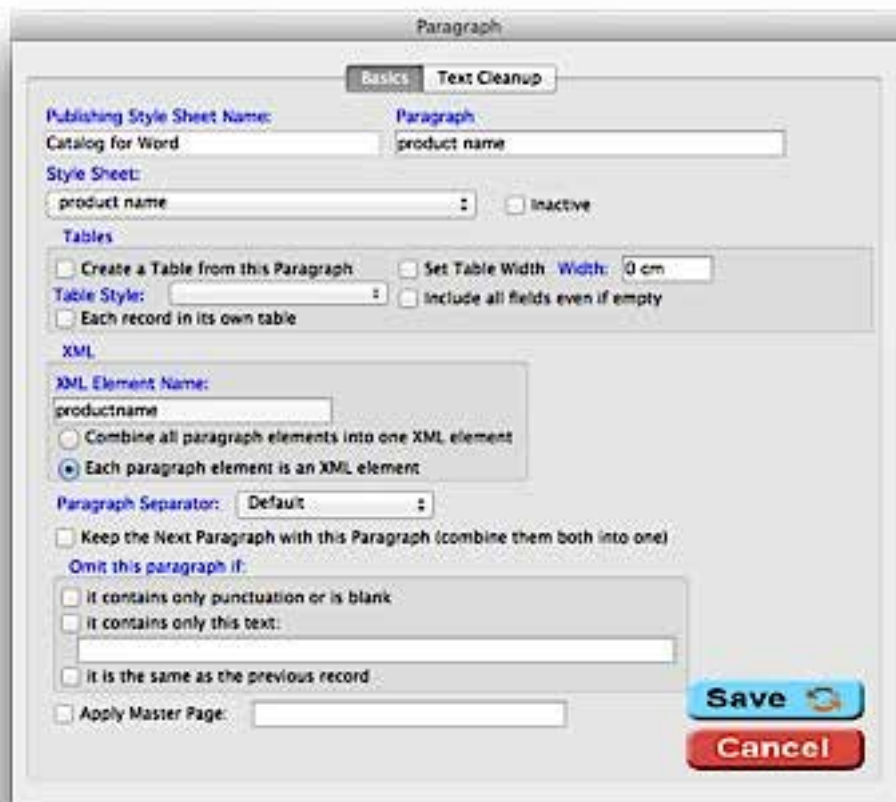 Paragraph
Basics Text Cleanup
Publishing Style Sheet Name: Paragraph
Catalog for Word product name
Style Sheet:
product name Inactive
Tables
Create a Table from this Paragraph Set Table Width Width: 0 cm
Table Style: Include all fields even if empty
Each record in its own table
XML
XML Element Name:
productname
Combine all paragraph elements into one XML element
Each paragraph element is an XML element
Paragraph Separator: Default
Keep the Next Paragraph with this Paragraph (combine them both into one)
Omit this paragraph if:
it contains only punctuation or is blank
it contains only this text:
it is the same as the previous record
Save
Apply Master Page:
Cancel